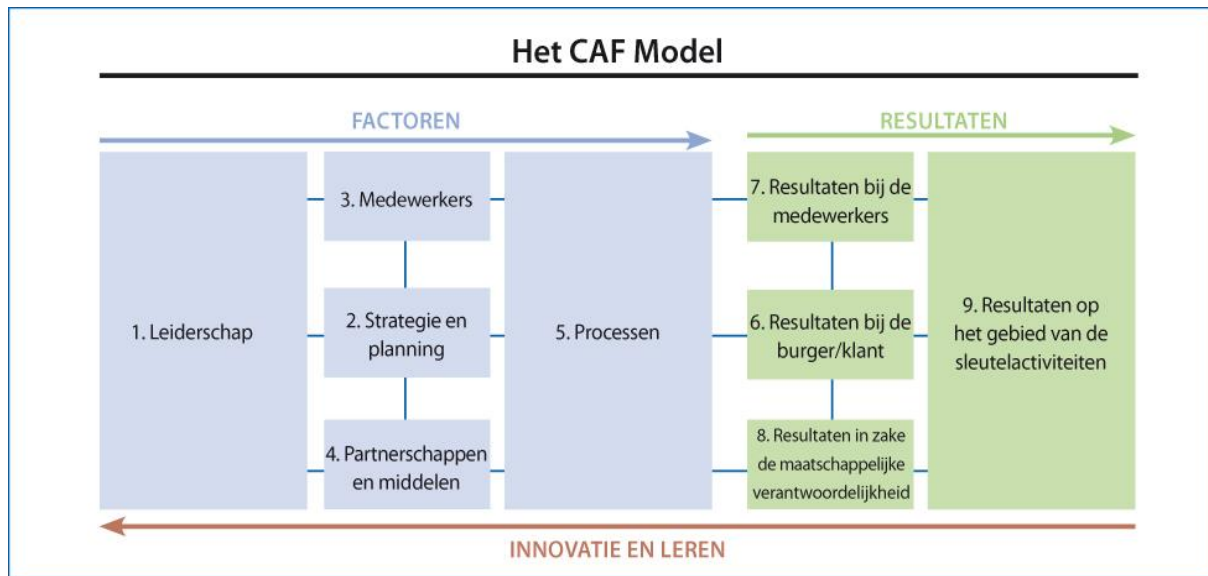 Het CAF Model
FACTOREN
RESULTATEN
1. Leiderschap
3. Medewerkers
2. Strategie en
planning
4. Partnerschappen
en middelen
5. Processen
7. Resultaten bij de
medewerkers
6. Resultaten bij de
burger/klant
8. Resultaten in zake
de maatschappelijke
verantwoordelijkheid
9. Resultaten op
het gebied van de
sleutelactiviteiten
INNOVATIE EN LEREN